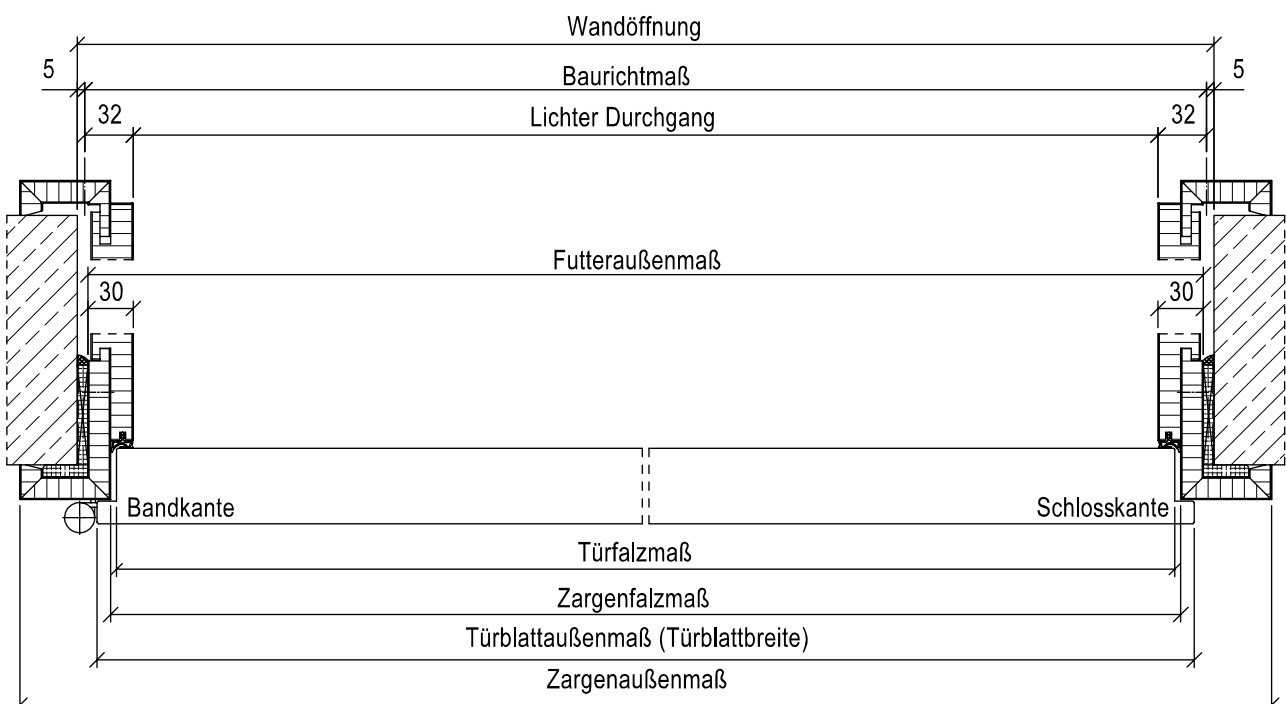 Wandöffnung
5 Baurichtmaß 5
32 Lichter Durchgang 32
Futteraußenmaß
30 30
Bandkante Schlosskante
Türfalzmaß
Zargenfalzmaß
Türblattaußenmaß (Türblattbreite)
Zargenaußenmaß